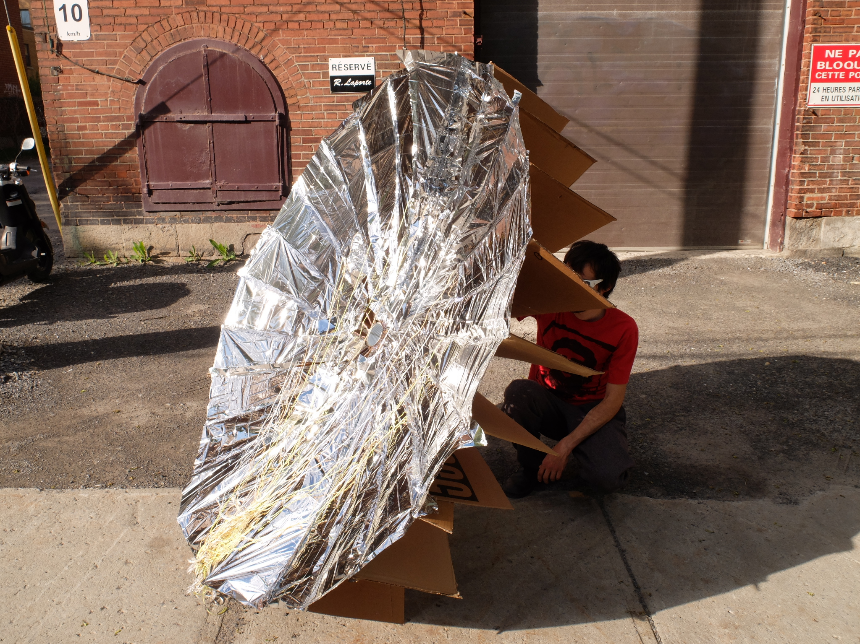 10
km/h
RÉSERVÉ
R. Laporte
NE PA
BLOQU
CETTE PO
24 HEURES PAR
EN UTILISAT